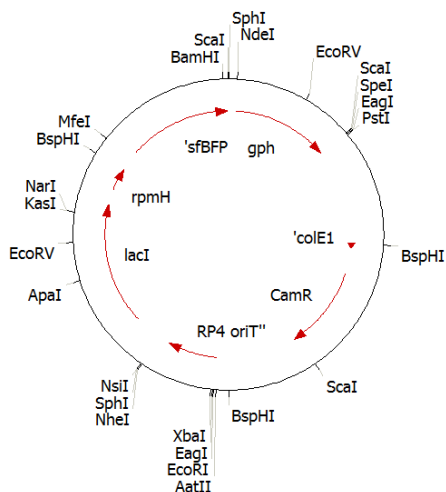 SphI
ScaI
NdeI
BamHI
EcoRV
ScaI
SpeI
EagI
PstI
MfeI
BspHI
'sfBFP
gph
NarI
KasI
rpmH
'colE1
EcoRV
lacI
BspHI
ApaI
CamR
RP4 oriT"
ScaI
NsiI
SphI
NheI
BspHI
XbaI
EagI
EcoRI
AatII